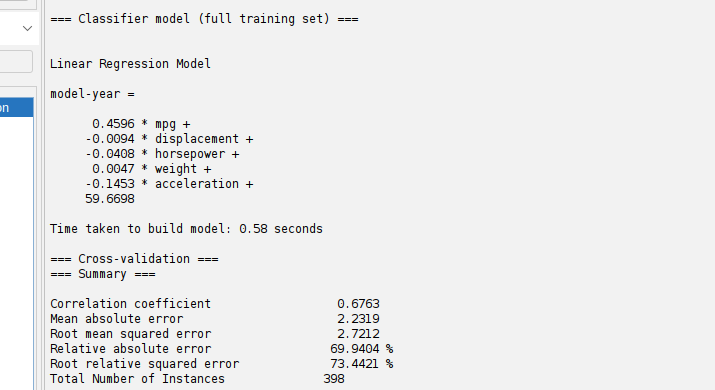 === Classifier model (full training set) ===
Linear Regression Model
model-year =
0.4596 * mpg +
-0.0094 * displacement +
-0.0408 * horsepower +
0.0047 * weight +
-0.1453 * acceleration +
59.6698
on
Time taken to build model: 0.58 seconds
=== Cross-validation ===
=== Summary ===
Correlation coefficient 0.6763
Mean absolute error 2.2319
Root mean squared error 2.7212
Relative absolute error 69.9404 %
Root relative squared error 73.4421 %
Total Number of Instances 398